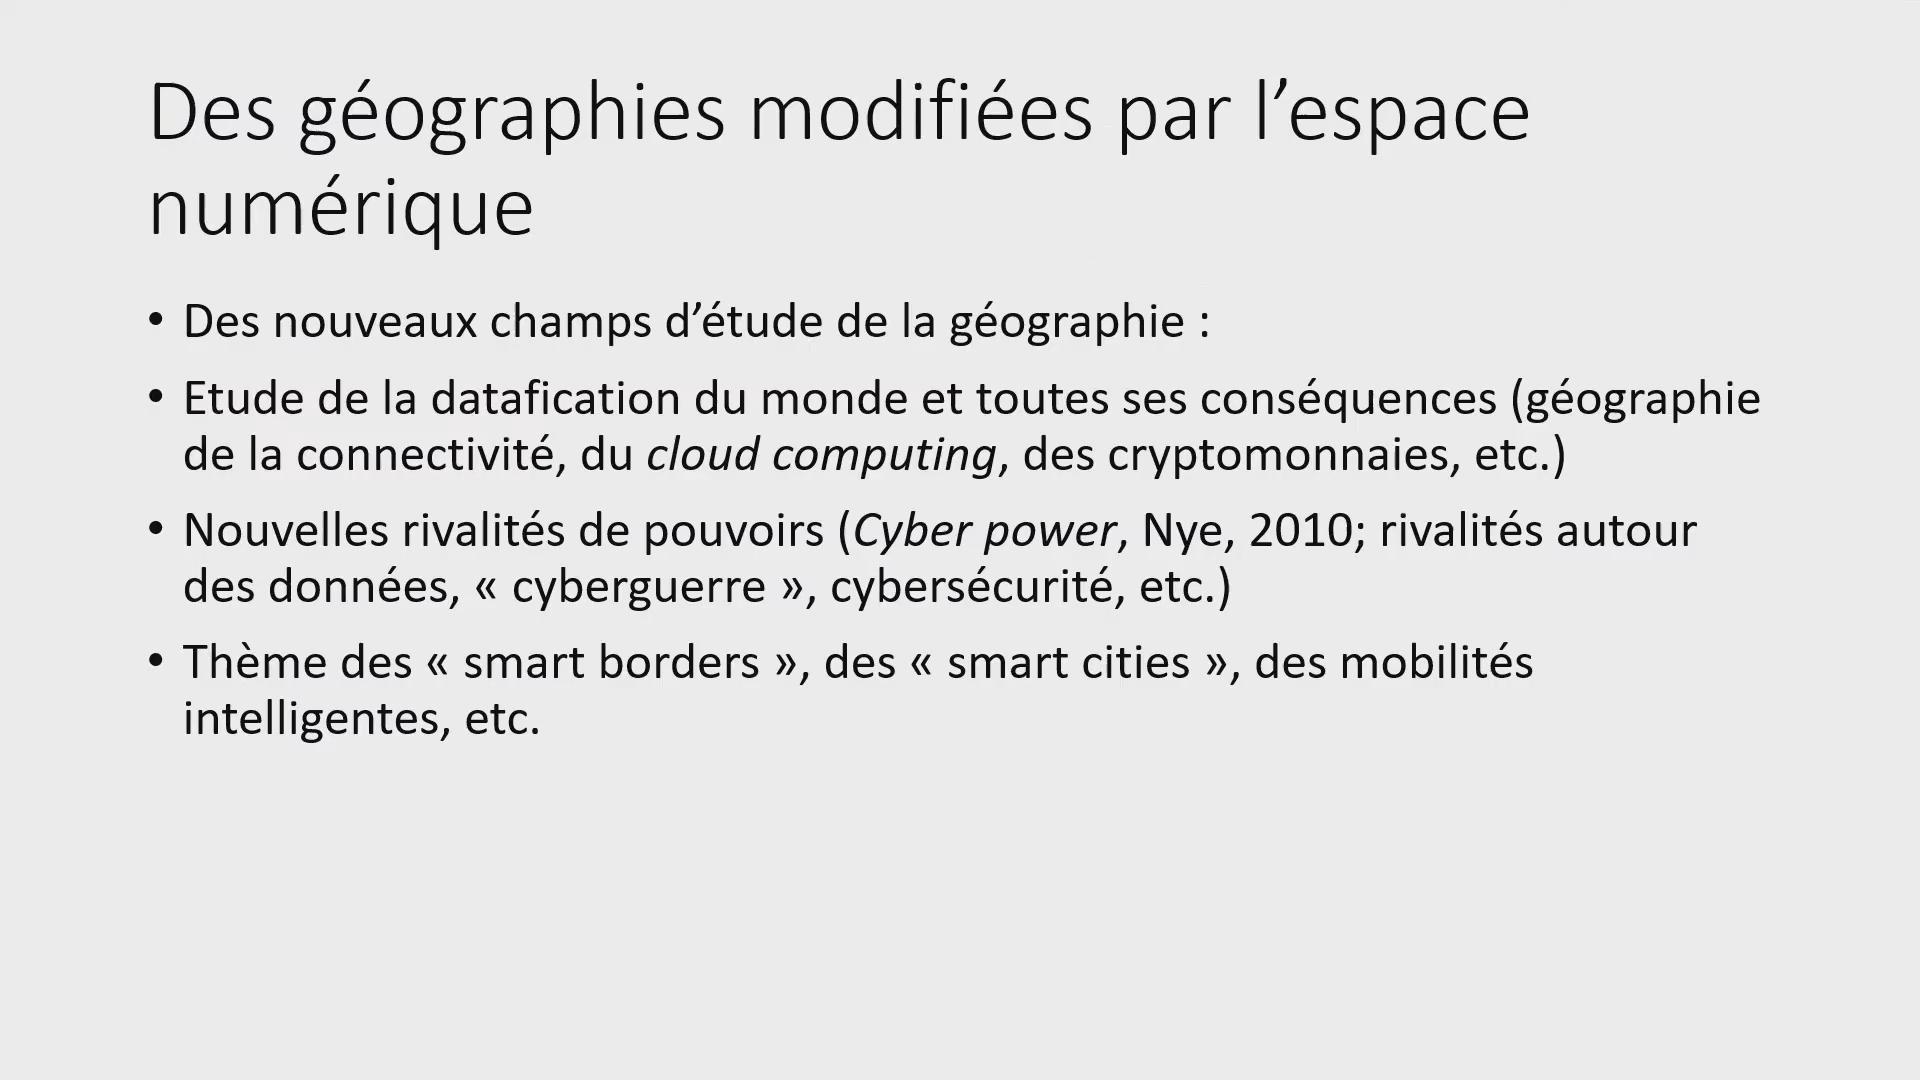 Des géographies modifiées par l’espace
numérique
• Des nouveaux champs d’étude de la géographie :
• Etude de la datafication du monde et toutes ses conséquences (géographie
de la connectivité, du cloud computing, des cryptomonnaies, etc.)
• Nouvelles rivalités de pouvoirs (Cyber power, Nye, 2010; rivalités autour
des données, « cyberguerre », cybersécurité, etc.)
• Thème des « smart borders », des « smart cities », des mobilités
intelligentes, etc.